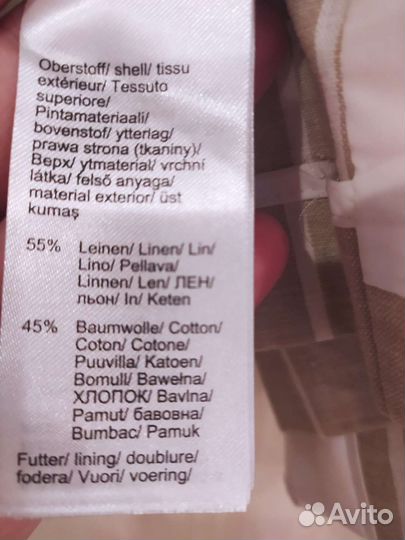 Oberstoff/ shell/ tissu
extérieur/ Tessuto
superiore/
Pintamateriaali/
bovenstof/ ytterlag/
prawa strona (tkaniny)/
Верх/ ytmaterial/ vrchní
látka/ felső anyaga/
material exterior/ üst
kumaş
55% Leinen/ Linen/ Lin/
Lino/ Pellava/
Linnen/ Len/ ЛЕН/
льон/ In/ Keten
45% Baumwolle/ Cotton/
Coton/ Cotone/
Puuvilla/ Katoen/
Bomull/ Bawełna/
ХЛОПОК/ Bavlna/
Pamut/ бавовна/
Bumbac/ Pamuk
Futter/ lining/ doublure/
fodera/ Vuori/ voering/
Avito